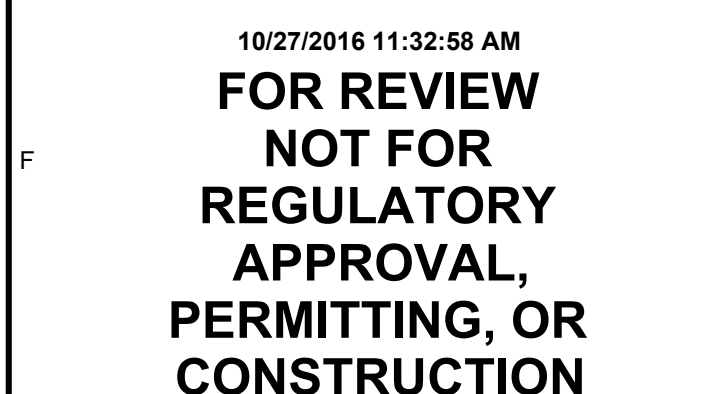 10/27/2016 11:32:58 AM
FOR REVIEW
NOT FOR
F
REGULATORY
APPROVAL,
PERMITTING, OR
CONSTRUCTION